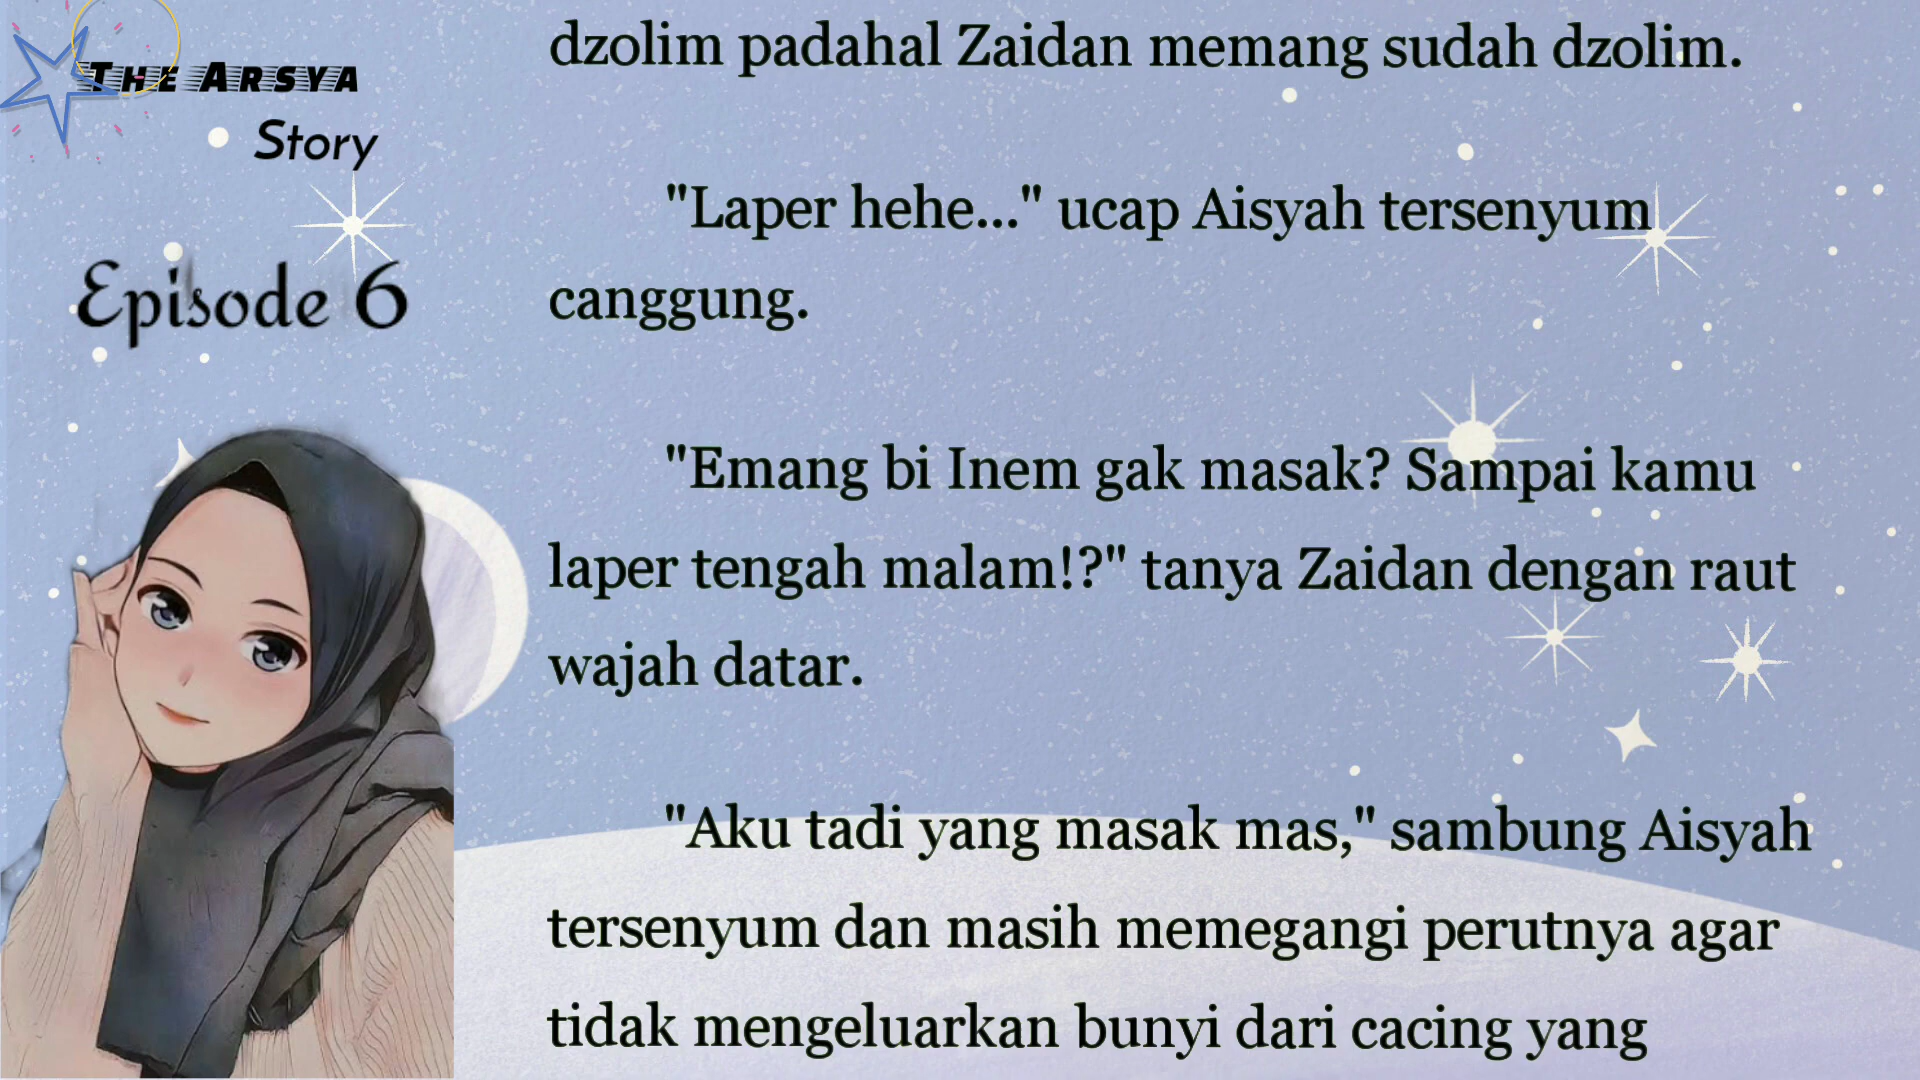 The Arsya
Story
Episode 6
dzolim padahal Zaidan memang sudah dzolim.
"Laper hehe..." ucap Aisyah tersenyum
canggung.
"Emang bi Inem gak masak? Sampai kamu
laper tengah malam!?" tanya Zaidan dengan raut
wajah datar.
"Aku tadi yang masak mas," sambung Aisyah
tersenyum dan masih memegangi perutnya agar
tidak mengeluarkan bunyi dari cacing yang